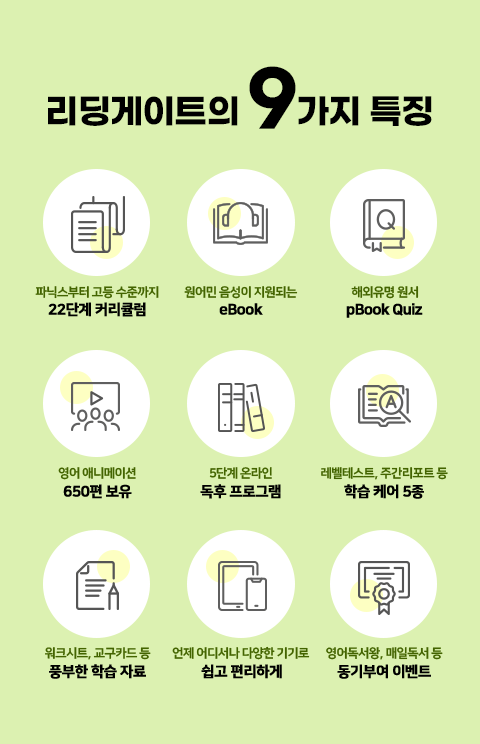 리딩게이트의 9가지 특징
파닉스부터 고등 수준까지
22단계 커리큘럼
원어민 음성이 지원되는
eBook
Q
해외유명 원서
pBook Quiz
영어 애니메이션
650편 보유
5단계 온라인
독후 프로그램
A
레벨테스트, 주간리포트 등
학습 케어 5종
워크시트, 교구카드 등
풍부한 학습 자료
언제 어디서나 다양한 기기로
쉽고 편리하게
영어독서왕, 매일독서 등
동기부여 이벤트